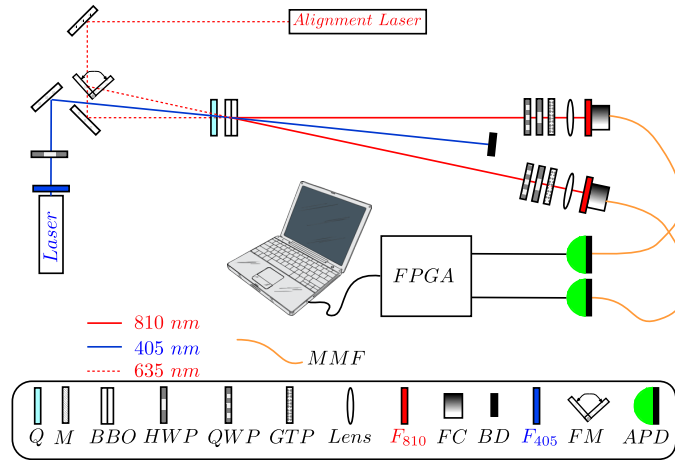 Alignment Laser
Laser
FPGA
810 nm
405 nm
635 nm
MMF
Q M BBO HWP QWP GTP Lens F810 FC BD F405 FM APD